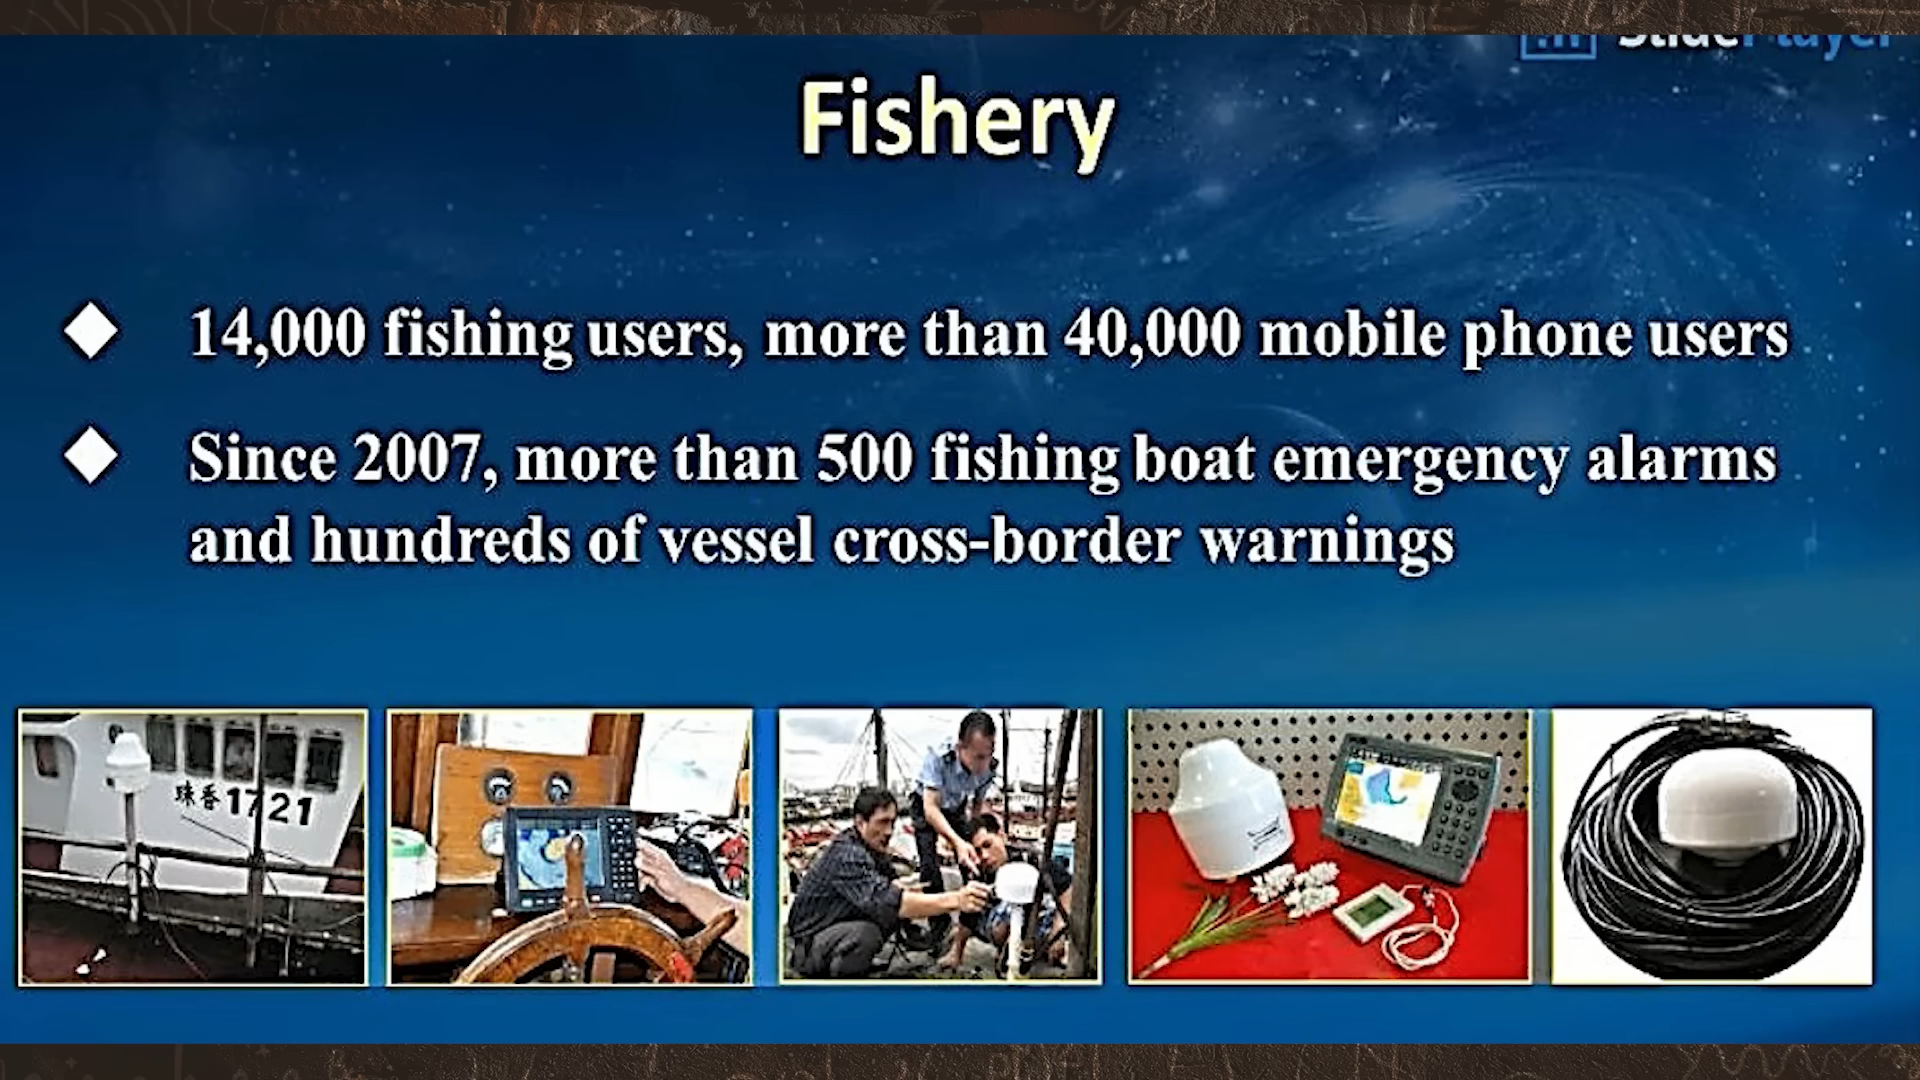 SlidePlayer
Fishery
14,000 fishing users, more than 40,000 mobile phone users
Since 2007, more than 500 fishing boat emergency alarms
and hundreds of vessel cross-border warnings
珠香1721